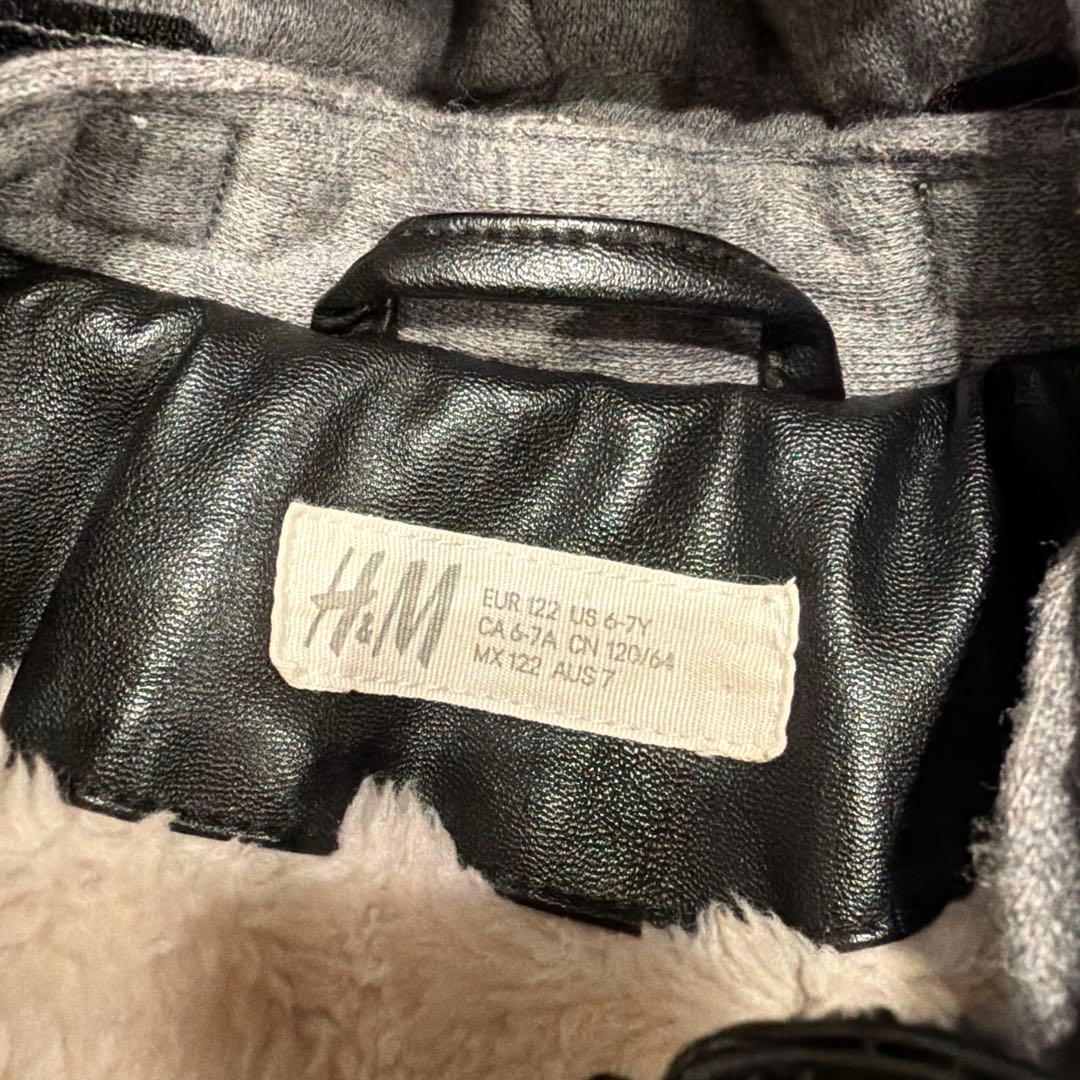 H&M
EUR 122 US 6-7Y
CA 6-7A CN 120/64
MX 122 AUS 7